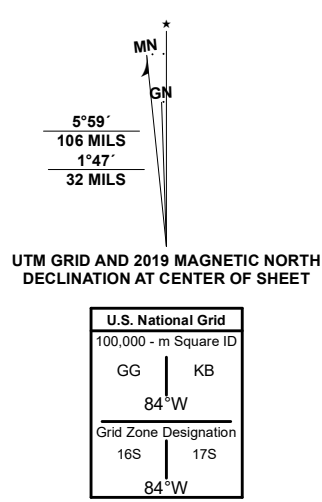 MN
GN
5°59´
106 MILS
1°47´
32 MILS
UTM GRID AND 2019 MAGNETIC NORTH
DECLINATION AT CENTER OF SHEET
U.S. National Grid
100,000 - m Square ID
GG KB
84°W
Grid Zone Designation
16S 17S
84°W